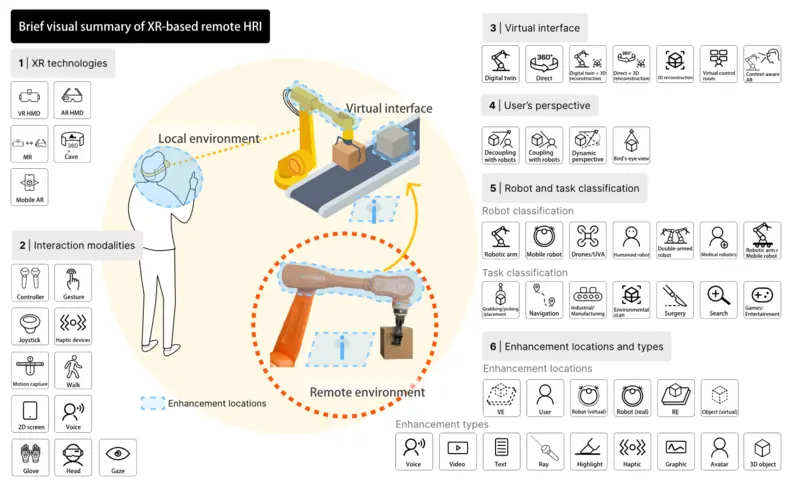 Brief visual summary of XR-based remote HRI
1 | XR technologies
VR HMD
AR HMD
MR
360
Cave
Mobile AR
2 | Interaction modalities
Controller
Gesture
Joystick
Haptic devices
Motion capture
Walk
2D screen
Voice
Glove
Head
Gaze
Local environment
Virtual interface
Remote environment
Enhancement locations
3 | Virtual interface
360°
360°
Digital twin
Direct
Digital twin + 3D
renconstruction
Direct + 3D
renconstruction
3D reconstruction
Virtual control
room
Context-aware
AR
4 | User's perspective
Decoupling
with robots
Coupling
with robots
Dynamic
perspective
Bird's-eye view
5 | Robot and task classification
Robot classification
Robotic arm
Mobile robot
Drones/UVA
Humanoid robot
Double-armed
robot
Medical robotics
Robotic arm+
Mobile robot
Task classification
Grabbing/picking
/placement
Navigation
Industrial/
Manufacturing
Environmental
scan
Surgery
Search
Games/
Entertainment
6 | Enhancement locations and types
Enhancement locations
VE
User
Robot (virtual)
Robot (real)
RE
Object (virtual)
Enhancement types
Voice
Video
Text
Ray
Highlight
Haptic
Graphic
Avatar
3D object